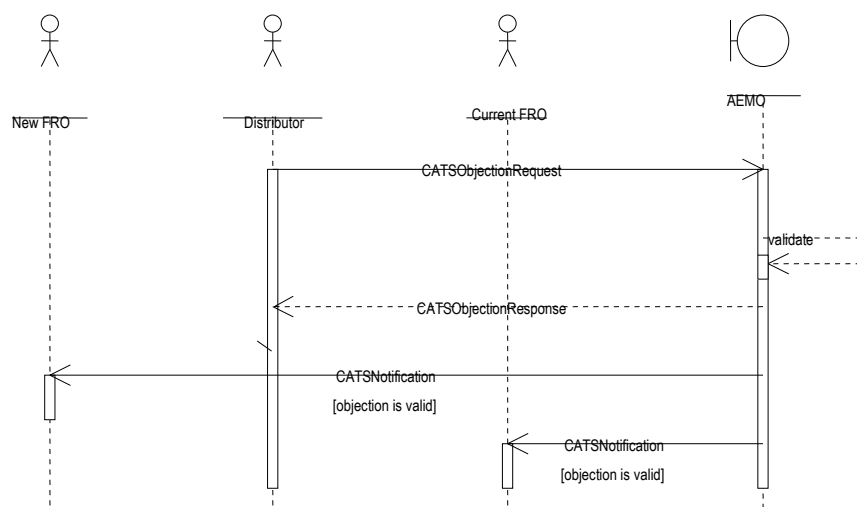 New FRO
Distributor
Current FRO
AEMO
CATSObjectionRequest
validate
CATSObjectionResponse
CATSNotification
[objection is valid]
CATSNotification
[objection is valid]